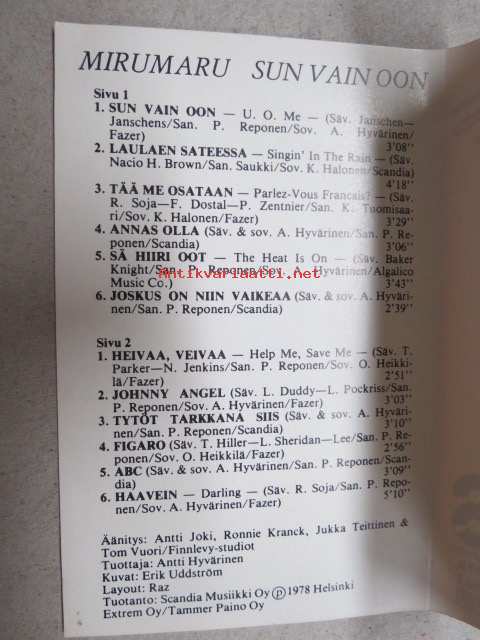 MIRUMARU SUN VAIN OON
Sivu 1
1. SUN VAIN OON — U. O. Me — (Säv. Janschen—
Janschens/San. P. Reponen/Sov. A. Hyvärinen/
Fazer) 3'08"
2. LAULAEN SATEESSA — Singin' In The Rain — (Säv.
Nacio H. Brown/San. Saukki/Sov. K. Halonen/Scandia)
4'18"
3. TÄÄ ME OSATAAN — Parlez-Vous Francais? — (Säv.
R. Soja—F. Dostal—P. Zentnier/San. K. Tuomisaa-
ri/Sov. K. Halonen/Fazer) 3'29"
4. ANNAS OLLA (Säv. & sov. A. Hyvärinen/San. P. Re-
ponen/Scandia) 3'06"
5. SÄ HIIRI OOT — The Heat Is On — (Säv. Baker
Knight/San. P. Reponen/Sov. A. Hyvärinen/Algalico
Music Co.) 3'43"
6. JOSKUS ON NIIN VAIKEAA (Säv. & sov. A. Hyväri-
nen/San. P. Reponen/Scandia) 2'39"
Sivu 2
1. HEIVAA, VEIVAA — Help Me, Save Me — (Säv. T.
Parker—N. Jenkins/San. P. Reponen/Sov. O. Heikki-
lä/Fazer) 2'51"
2. JOHNNY ANGEL (Säv. L. Duddy—L. Pockriss/San.
P. Reponen/Sov. A. Hyvärinen/Fazer) 3'03"
3. TYTÖT TARKKANA SIIS (Säv. & sov. A. Hyväri-
nen/San. P. Reponen/Scandia) 3'10"
4. FIGARO (Säv. T. Hiller—L. Sheridan—Lee/San. P. Re-
ponen/Sov. O. Heikkilä/Fazer) 2'56"
5. ABC (Säv. & sov. A. Hyvärinen/San. P. Reponen/Scan-
dia) 3'09"
6. HAAVEIN — Darling — (Säv. R. Soja/San. P. Repo-
nen/Sov. A. Hyvärinen/Fazer) 5'10"
Äänitys: Antti Joki, Ronnie Kranck, Jukka Teittinen &
Tom Vuori/Finnlevy-studiot
Tuottaja: Antti Hyvärinen
Kuvat: Erik Uddström
Layout: Raz
Tuotanto: Scandia Musiikki Oy ℗ 1978 Helsinki
Extrem Oy/Tammer Paino Oy
Antikvariaatti.net